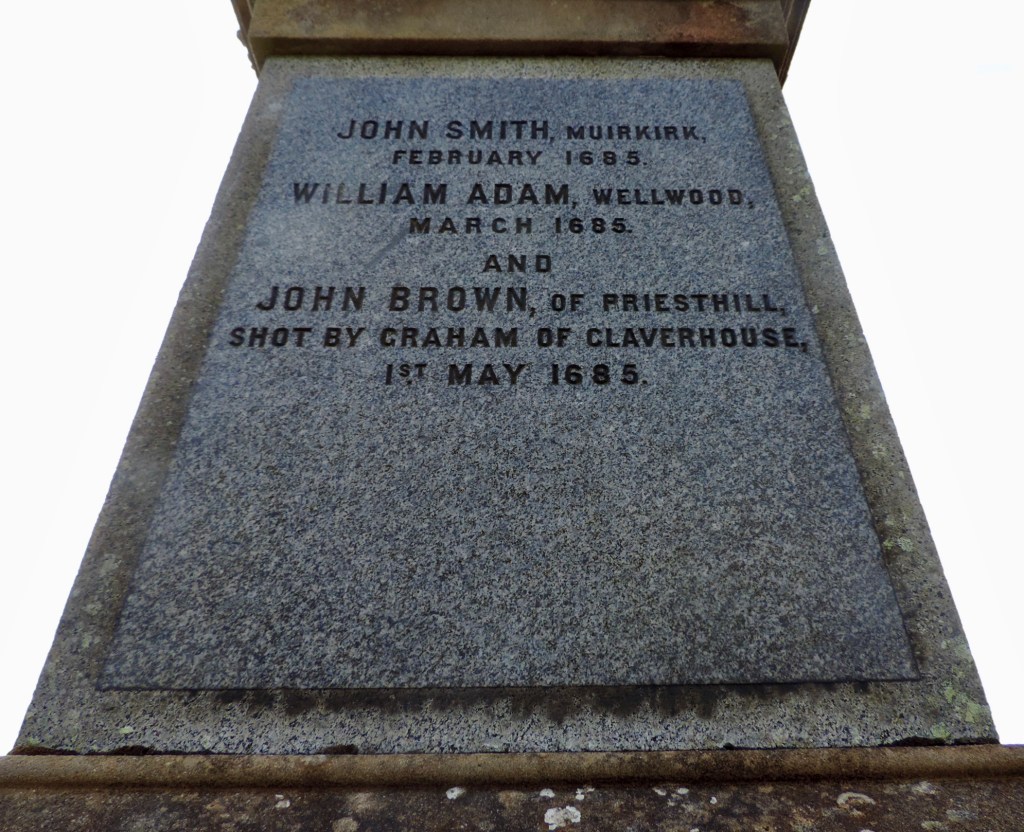 JOHN SMITH, MUIRKIRK,
FEBRUARY 1685.
WILLIAM ADAM, WELLWOOD,
MARCH 1685.
AND
JOHN BROWN, OF PRIESTHILL,
SHOT BY GRAHAM OF CLAVERHOUSE,
1ST. MAY 1685.